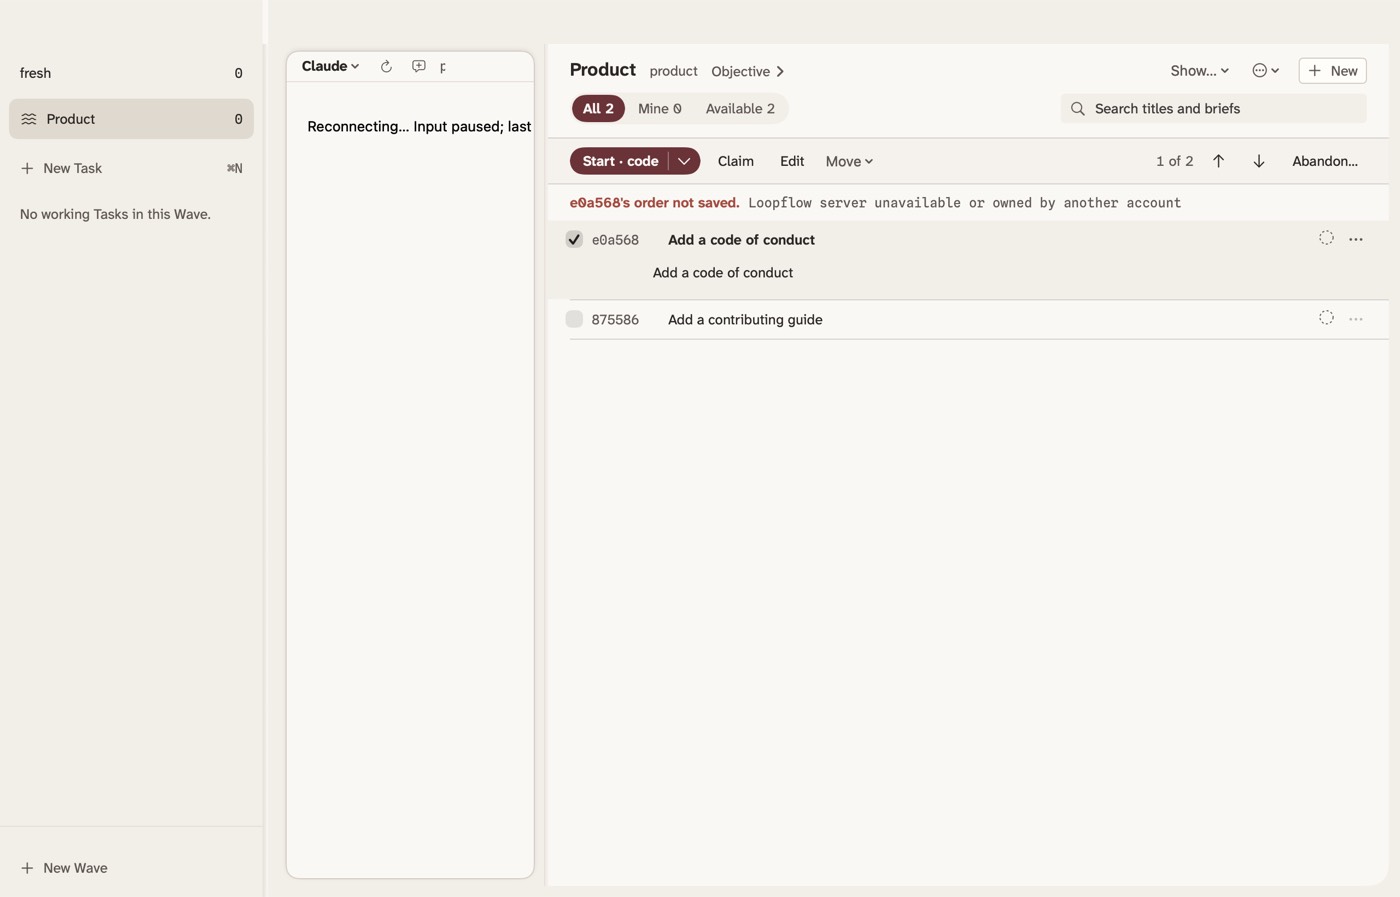 fresh 0
Product 0
New Task ⌘N
No working Tasks in this Wave.
New Wave
Claude
Reconnecting... Input paused; last
Product product Objective
Show... New
All 2 Mine 0 Available 2
Search titles and briefs
Start · code Claim Edit Move 1 of 2 Abandon...
e0a568's order not saved. Loopflow server unavailable or owned by another account
e0a568 Add a code of conduct
Add a code of conduct
875586 Add a contributing guide